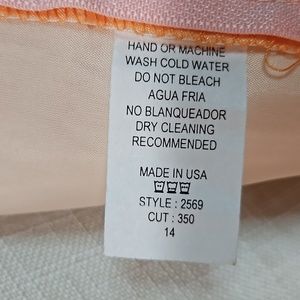 HAND OR MACHINE
WASH COLD WATER
DO NOT BLEACH
AGUA FRIA
NO BLANQUEADOR
DRY CLEANING
RECOMMENDED
MADE IN USA
STYLE : 2569
CUT : 350
14